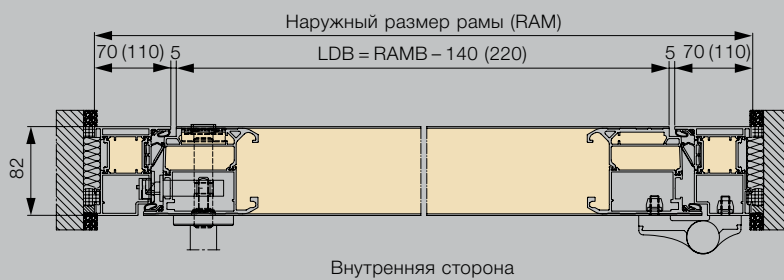 Наружный размер рамы (RAM)
70 (110) 5 LDB = RAMB – 140 (220) 5 70 (110)
82
Внутренняя сторона